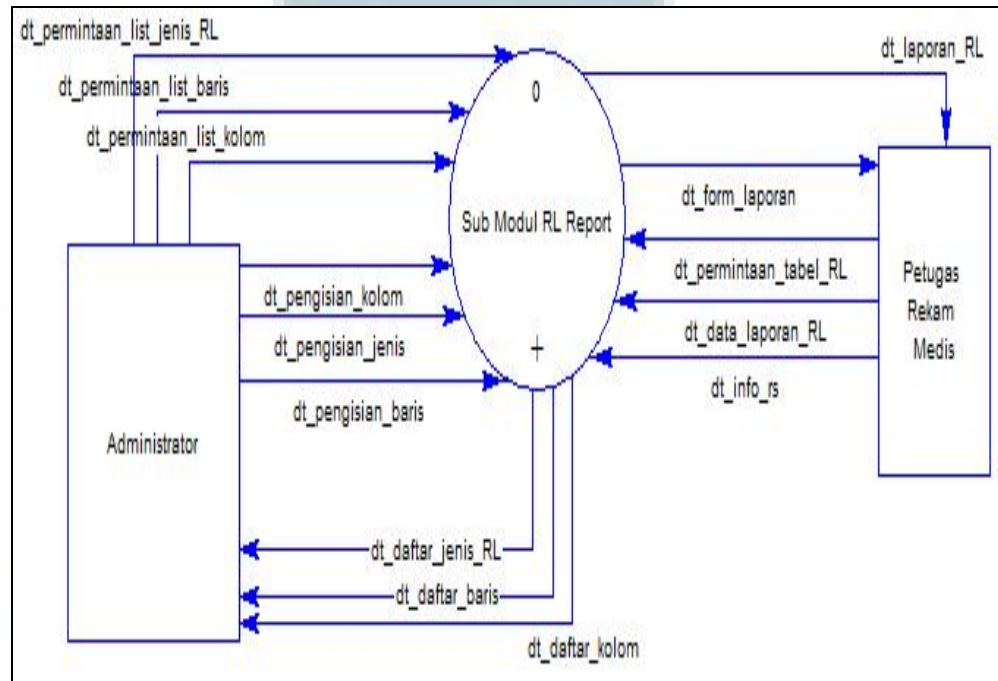 dt_permintaan_list_jenis_RL
dt_laporan_RL
0
dt_permintaan_list_baris
dt_permintaan_list_kolom
dt_form_laporan
Sub Modul RL Report
dt_permintaan_tabel_RL
Petugas
Rekam
Medis
dt_pengisian_kolom
dt_data_laporan_RL
dt_pengisian_jenis
+
dt_info_rs
dt_pengisian_baris
Administrator
dt_daftar_jenis_RL
dt_daftar_baris
dt_daftar_kolom